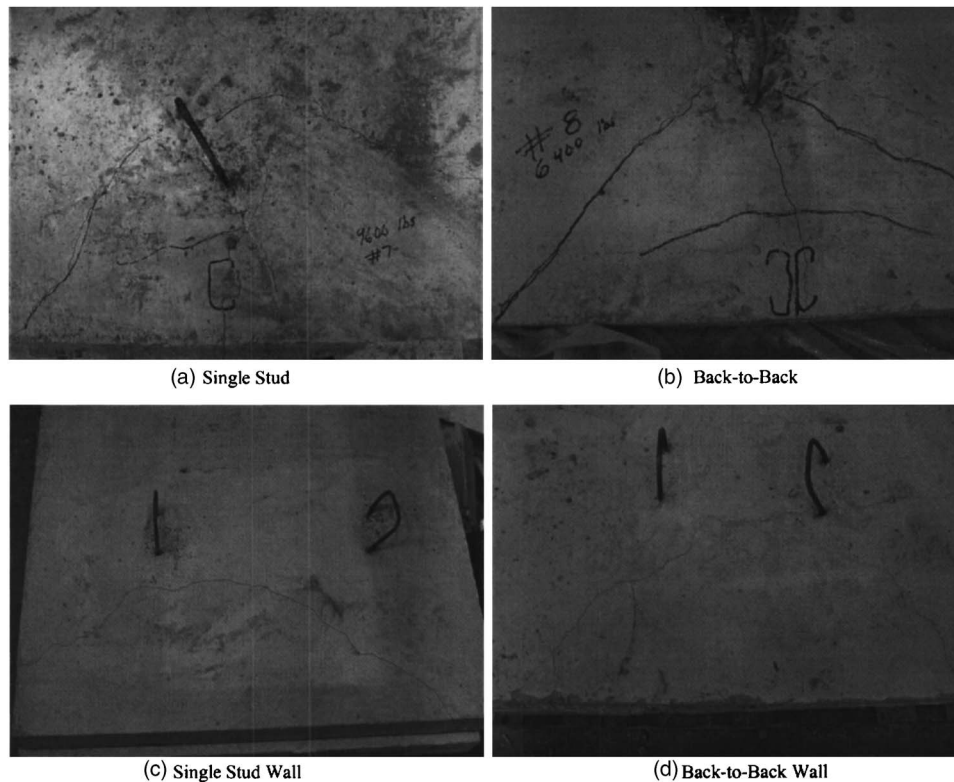 9600 lbs
#7
# 8
6400 lbs
(a) Single Stud
(b) Back-to-Back
(c) Single Stud Wall
(d) Back-to-Back Wall